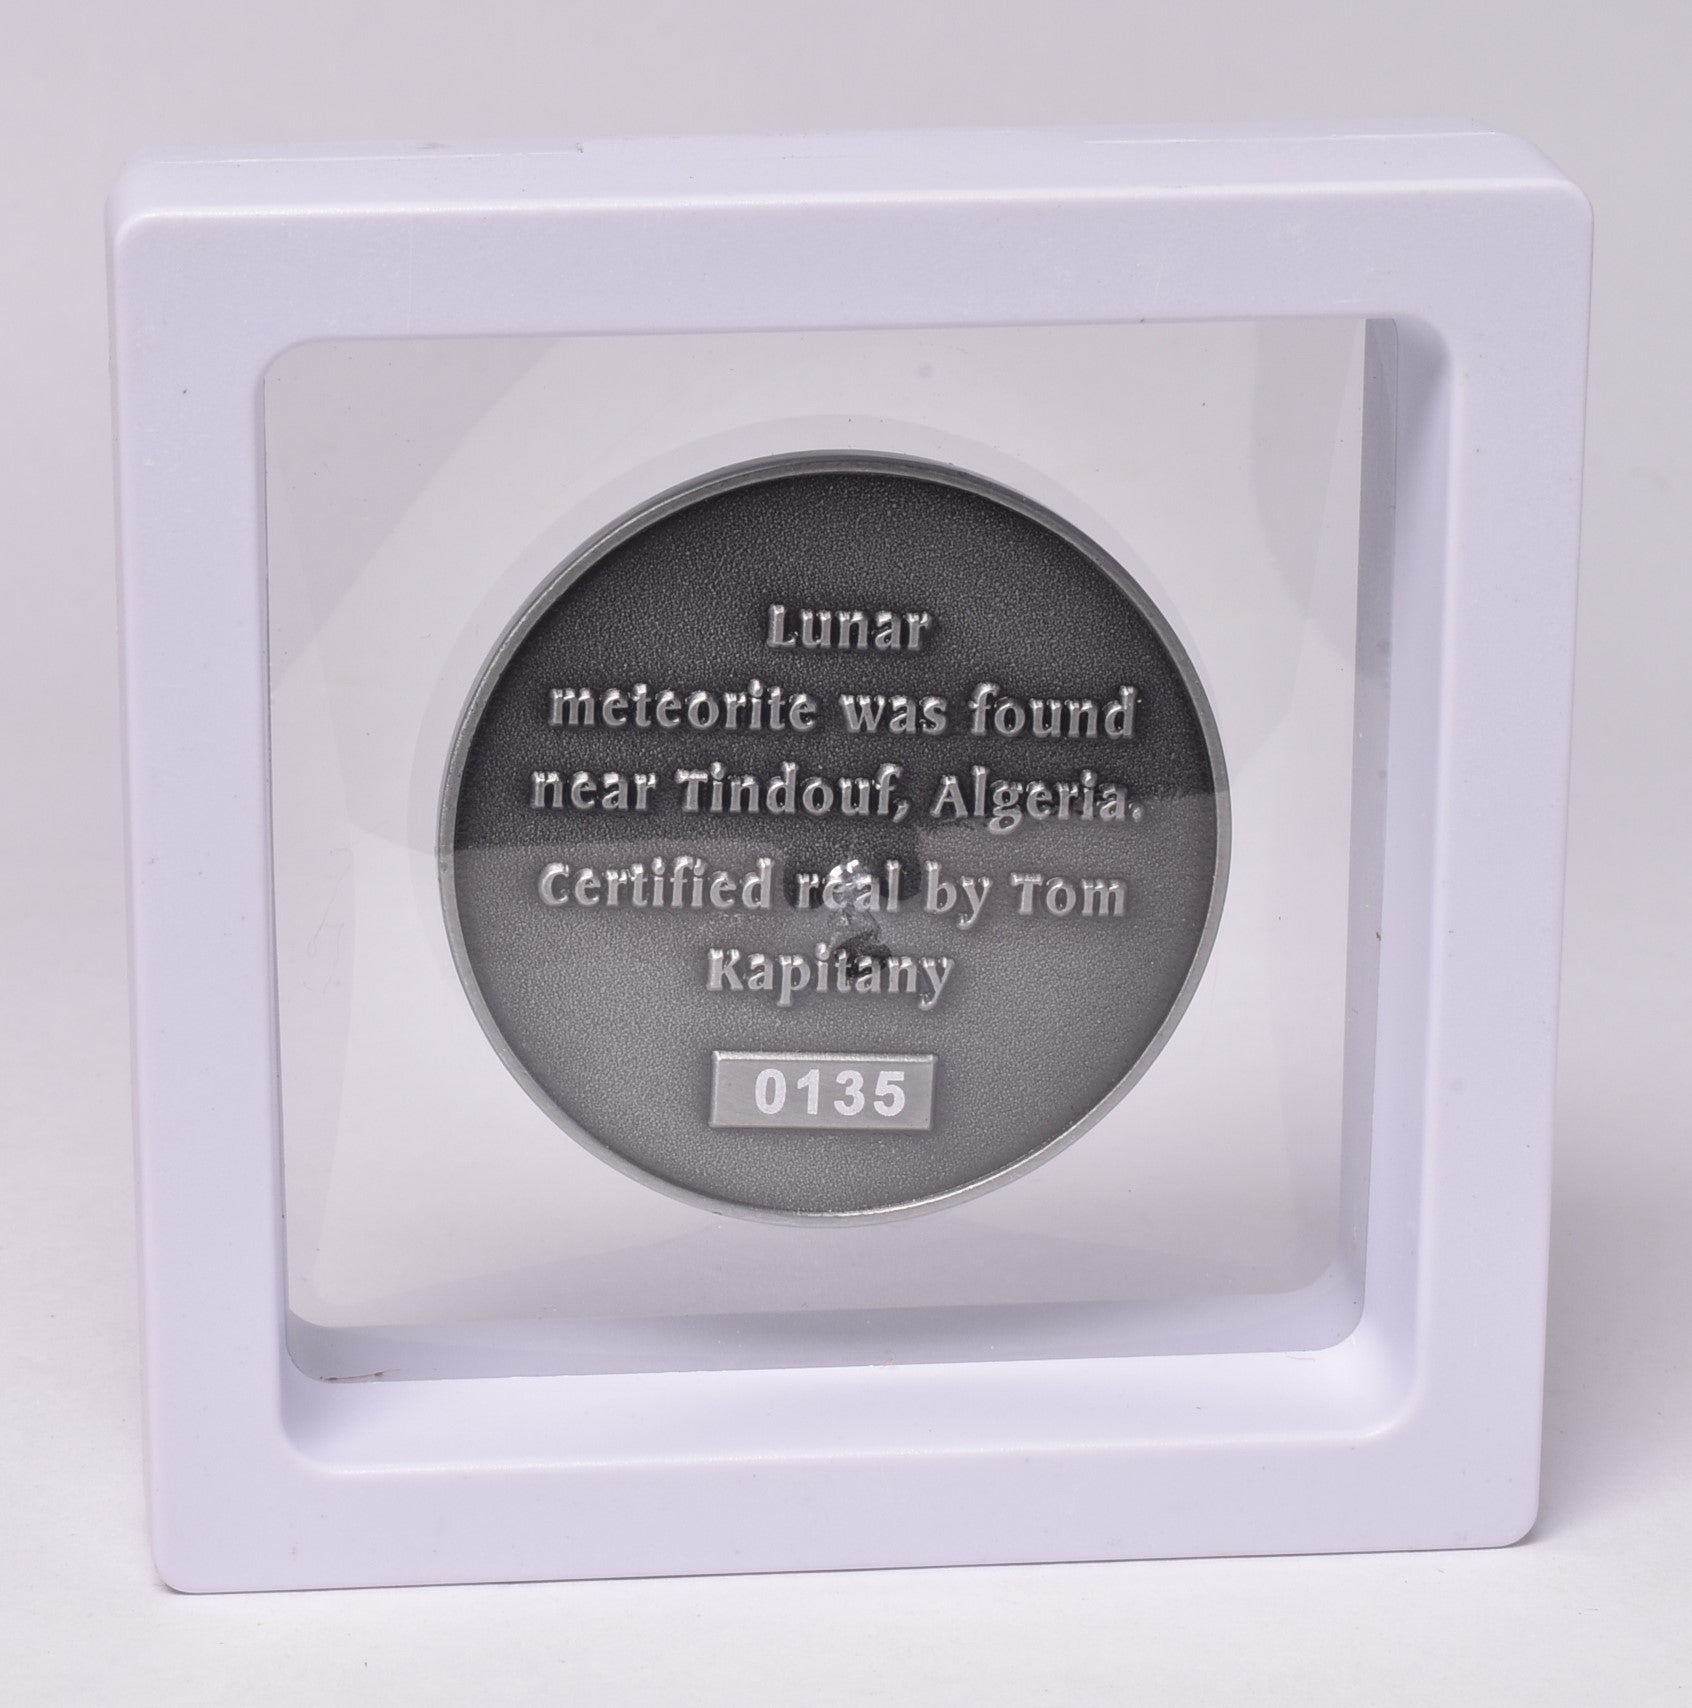 Lunar
meteorite was found
near Tindouf, Algeria.
Certified real by Tom
Kapitany
0135